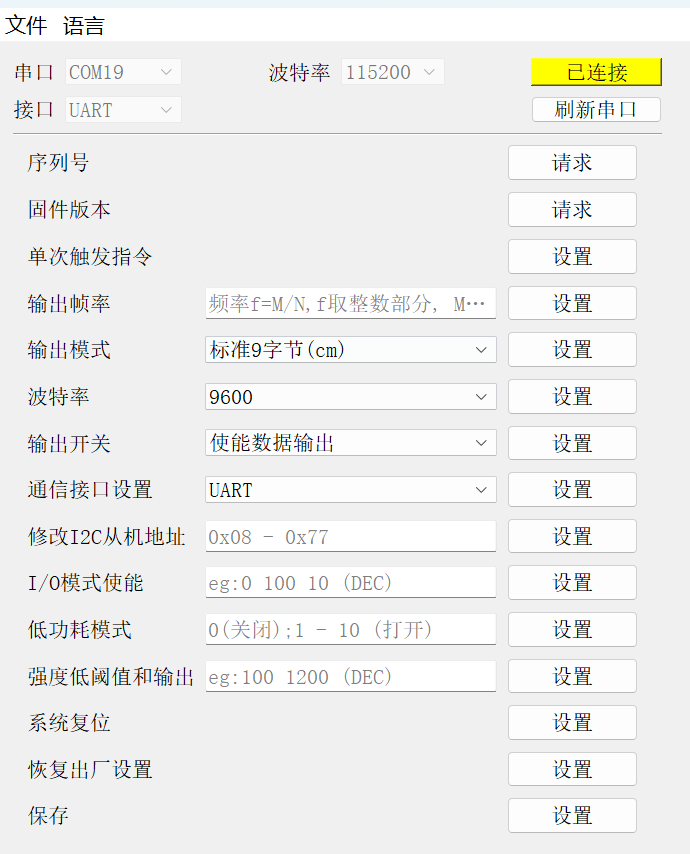 文件 语言
串口 COM19 波特率 115200 已连接
接口 UART 刷新串口
序列号 请求
固件版本 请求
单次触发指令 设置
输出帧率 频率f=M/N,f取整数部分, M… 设置
输出模式 标准9字节(cm) 设置
波特率 9600 设置
输出开关 使能数据输出 设置
通信接口设置 UART 设置
修改I2C从机地址 0x08 - 0x77 设置
I/O模式使能 eg:0 100 10 (DEC) 设置
低功耗模式 0(关闭);1 - 10 (打开) 设置
强度低阈值和输出 eg:100 1200 (DEC) 设置
系统复位 设置
恢复出厂设置 设置
保存 设置